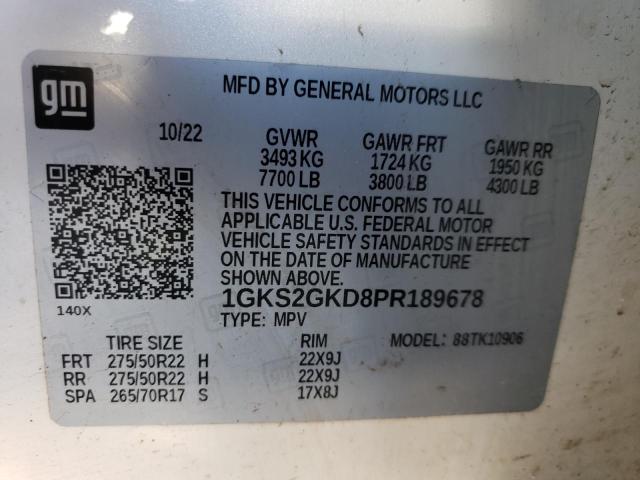 gm
MFD BY GENERAL MOTORS LLC
10/22 GVWR GAWR FRT GAWR RR
3493 KG 1724 KG 1950 KG
7700 LB 3800 LB 4300 LB
THIS VEHICLE CONFORMS TO ALL
APPLICABLE U.S. FEDERAL MOTOR
VEHICLE SAFETY STANDARDS IN EFFECT
ON THE DATE OF MANUFACTURE
SHOWN ABOVE.
140X
1GKS2GKD8PR189678
TYPE: MPV MODEL: 88TK10906
TIRE SIZE RIM
FRT 275/50R22 H 22X9J
RR 275/50R22 H 22X9J
SPA 265/70R17 S 17X8J